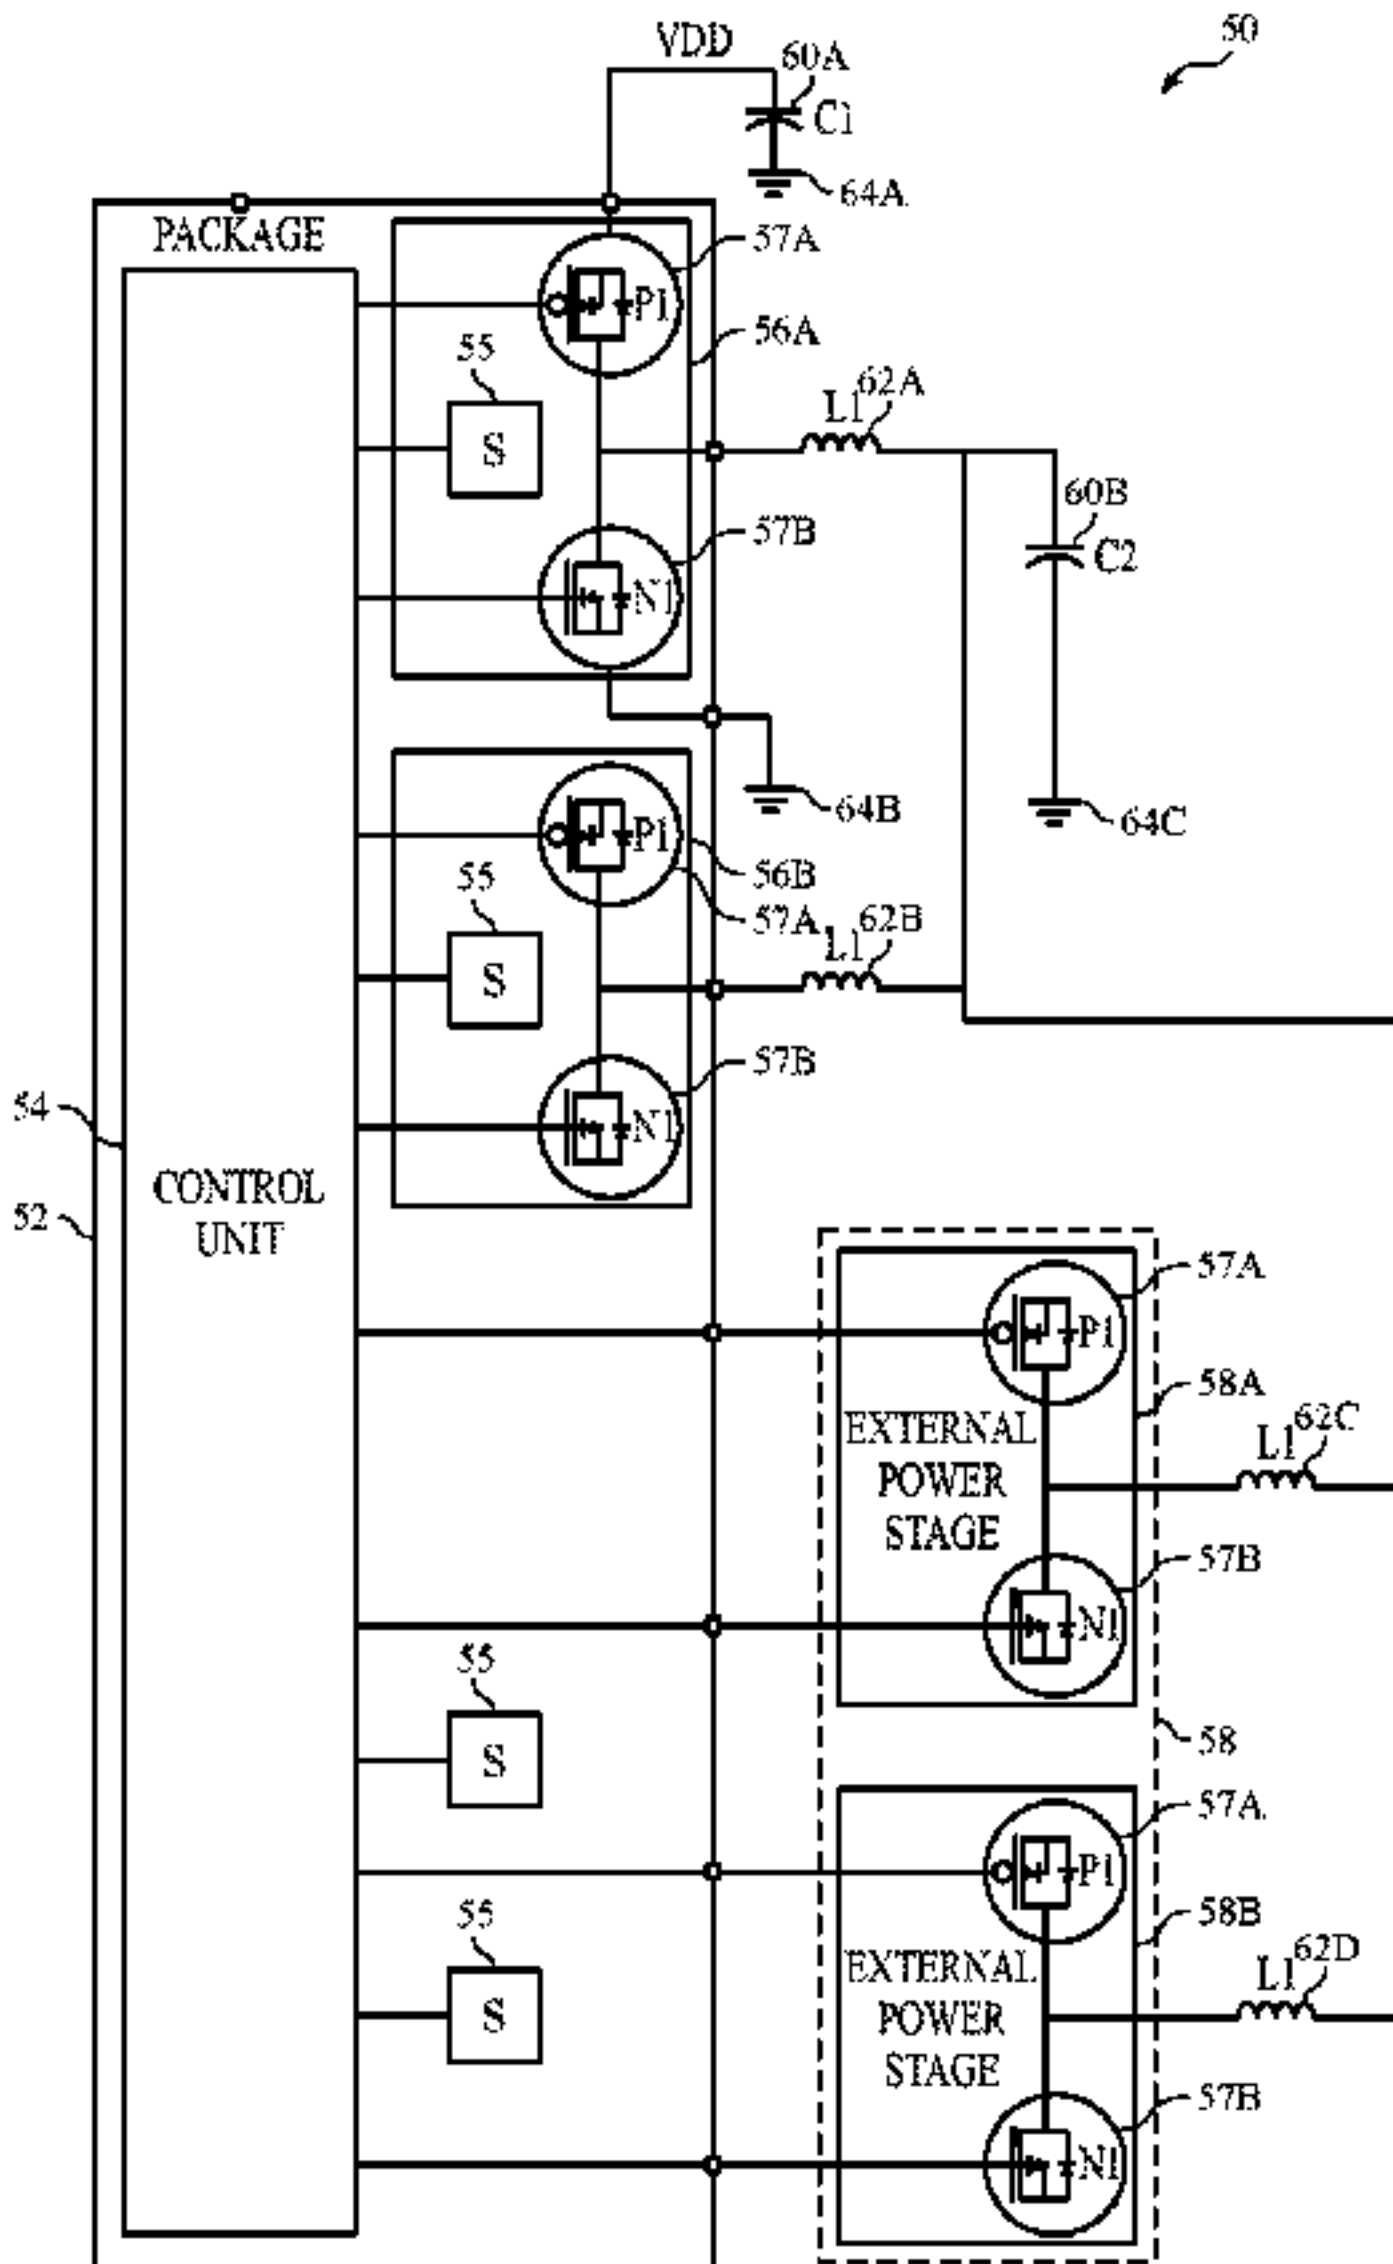 50
VDD
60A
C1
64A
PACKAGE
57A
P1
56A
55
S
L1
62A
60B
C2
57B
N1
64B
64C
P1
56B
57A
55
S
L1
62B
57B
N1
54
52
CONTROL
UNIT
57A
P1
58A
EXTERNAL
POWER
STAGE
L1
62C
57B
N1
55
S
58
57A
P1
58B
55
S
EXTERNAL
POWER
STAGE
L1
62D
57B
N1